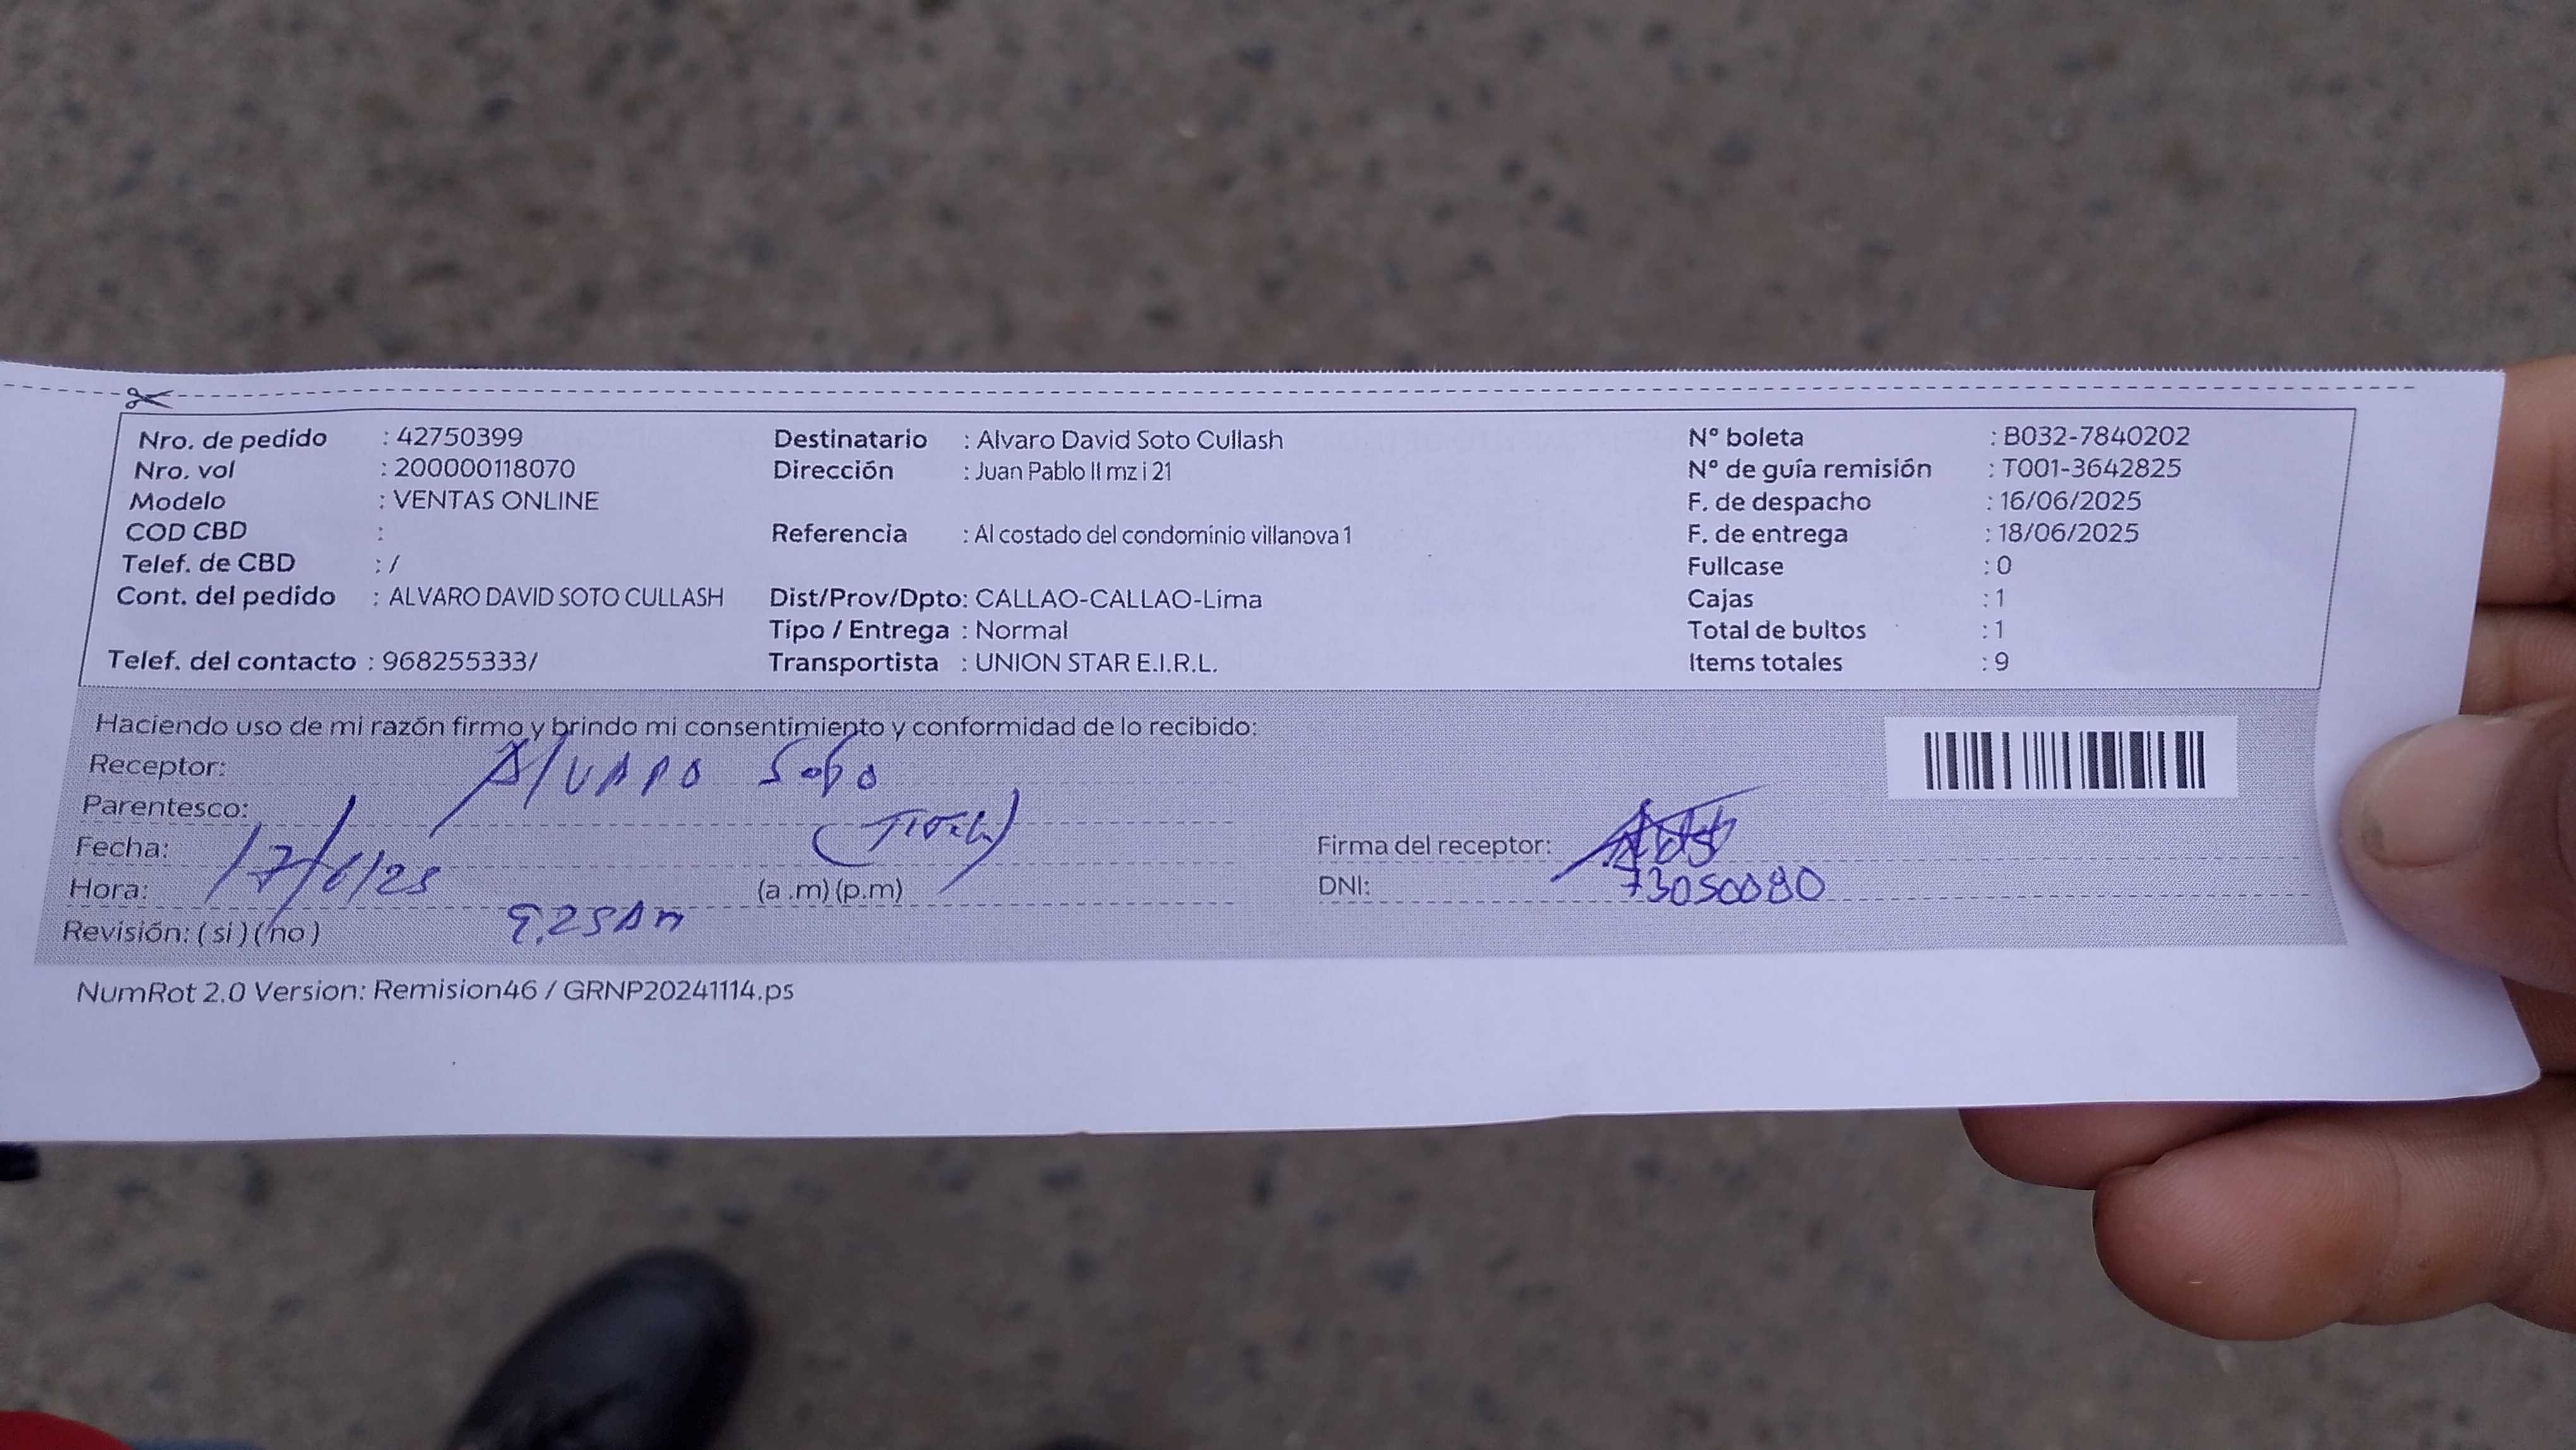 Nro. de pedido : 42750399
Nro. vol : 200000118070
Modelo : VENTAS ONLINE
COD CBD :
Telef. de CBD : /
Cont. del pedido : ALVARO DAVID SOTO CULLASH
Telef. del contacto : 968255333/
Destinatario : Alvaro David Soto Cullash
Dirección : Juan Pablo II mz i 21
Referencia : Al costado del condominio villanova 1
Dist/Prov/Dpto: CALLAO-CALLAO-Lima
Tipo / Entrega : Normal
Transportista : UNION STAR E.I.R.L.
Nº boleta : B032-7840202
Nº de guía remisión : T001-3642825
F. de despacho : 16/06/2025
F. de entrega : 18/06/2025
Fullcase : 0
Cajas : 1
Total de bultos : 1
Items totales : 9
Haciendo uso de mi razón firmo y brindo mi consentimiento y conformidad de lo recibido:
Receptor: Alvaro Soto
Parentesco:
Fecha: 17/6/25
Hora: 9.25 Am (a .m) (p.m)
Revisión: ( si ) ( no )
Firma del receptor:
DNI: 73050080
NumRot 2.0 Version: Remision46 / GRNP20241114.ps